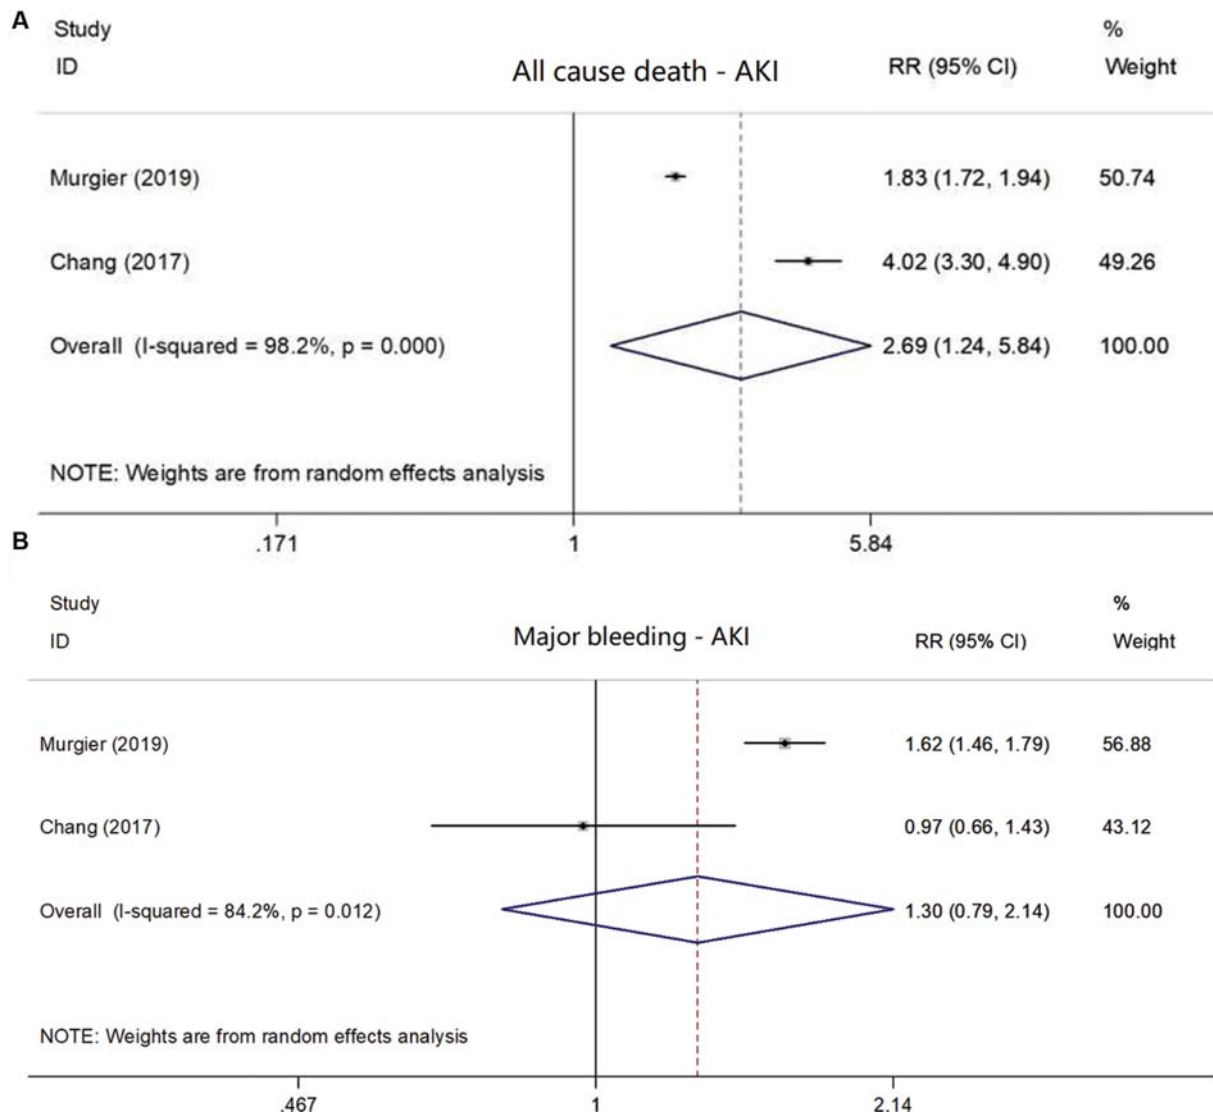 A
Study ID All cause death - AKI RR (95% CI) % Weight
Murgier (2019) 1.83 (1.72, 1.94) 50.74
Chang (2017) 4.02 (3.30, 4.90) 49.26
Overall (I-squared = 98.2%, p = 0.000) 2.69 (1.24, 5.84) 100.00
NOTE: Weights are from random effects analysis
.171 1 5.84
B
Study ID Major bleeding - AKI RR (95% CI) % Weight
Murgier (2019) 1.62 (1.46, 1.79) 56.88
Chang (2017) 0.97 (0.66, 1.43) 43.12
Overall (I-squared = 84.2%, p = 0.012) 1.30 (0.79, 2.14) 100.00
NOTE: Weights are from random effects analysis
.467 1 2.14